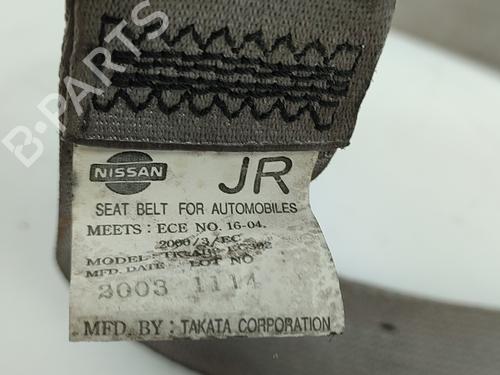 B-PARTS
NISSAN JR
SEAT BELT FOR AUTOMOBILES
MEETS : ECE NO. 16-04.
2000/3/EC
MFD. DATE LOT NO
2003 1114
MFD. BY : TAKATA CORPORATION